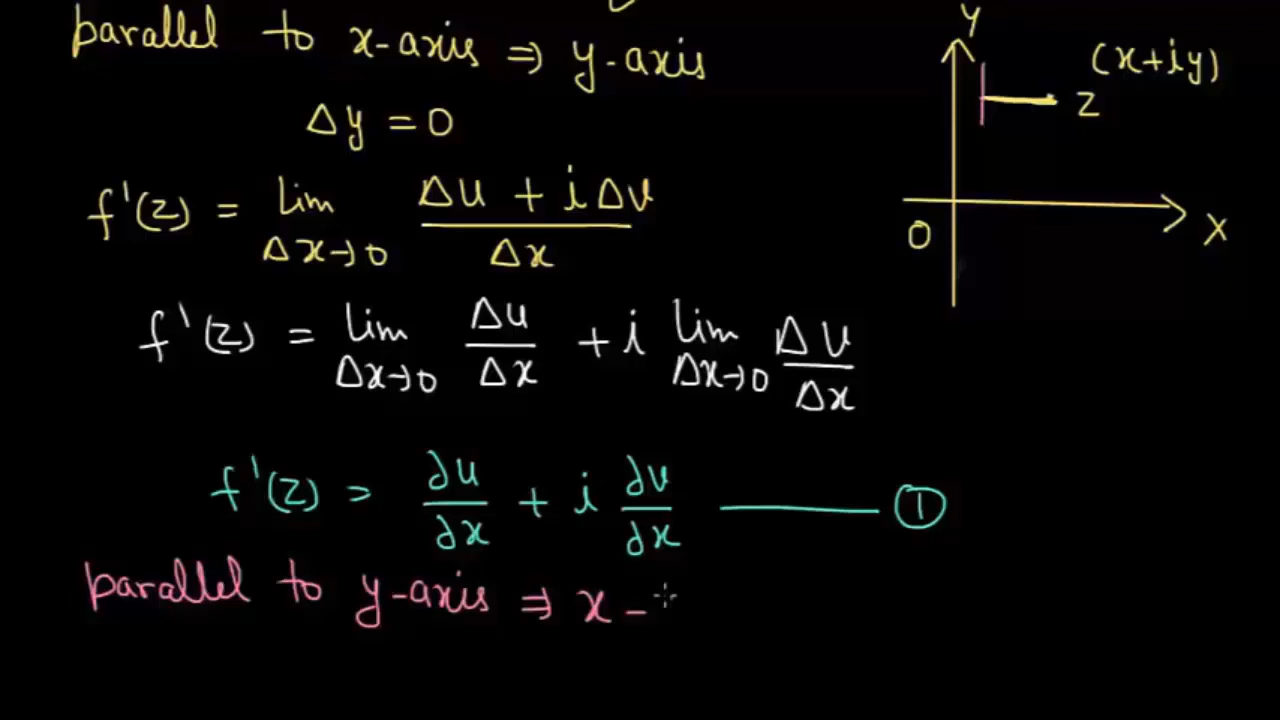 parallel to x-axis ⇒ y-axis
Δy = 0
f'(z) = lim Δx→0 (Δu + iΔv)/Δx
f'(z) = lim Δx→0 Δu/Δx + i lim Δx→0 Δv/Δx
f'(z) = ∂u/∂x + i ∂v/∂x ——— ①
parallel to y-axis ⇒ x -
Y
(x+iy)
z
O
X